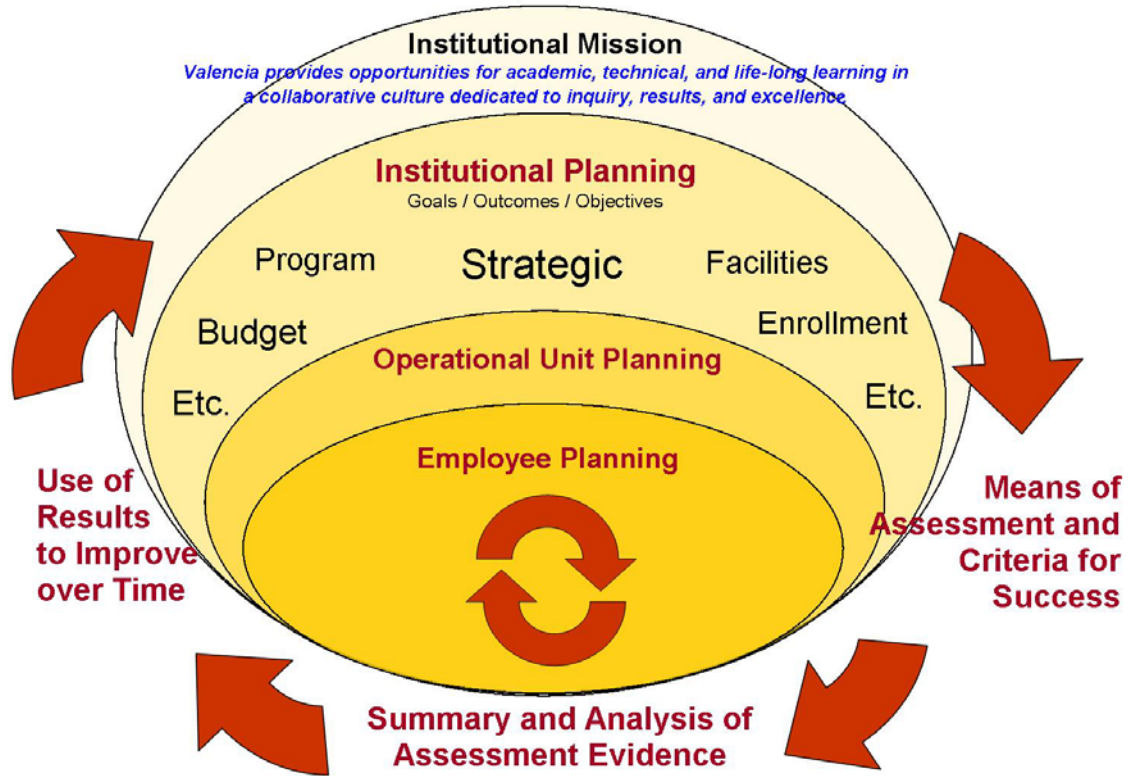 Institutional Mission
Valencia provides opportunities for academic, technical, and life-long learning in
a collaborative culture dedicated to inquiry, results, and excellence
Institutional Planning
Goals / Outcomes / Objectives
Program
Strategic
Facilities
Budget
Enrollment
Operational Unit Planning
Etc.
Etc.
Employee Planning
Use of
Results
to Improve
over Time
Means of
Assessment and
Criteria for
Success
Summary and Analysis of
Assessment Evidence